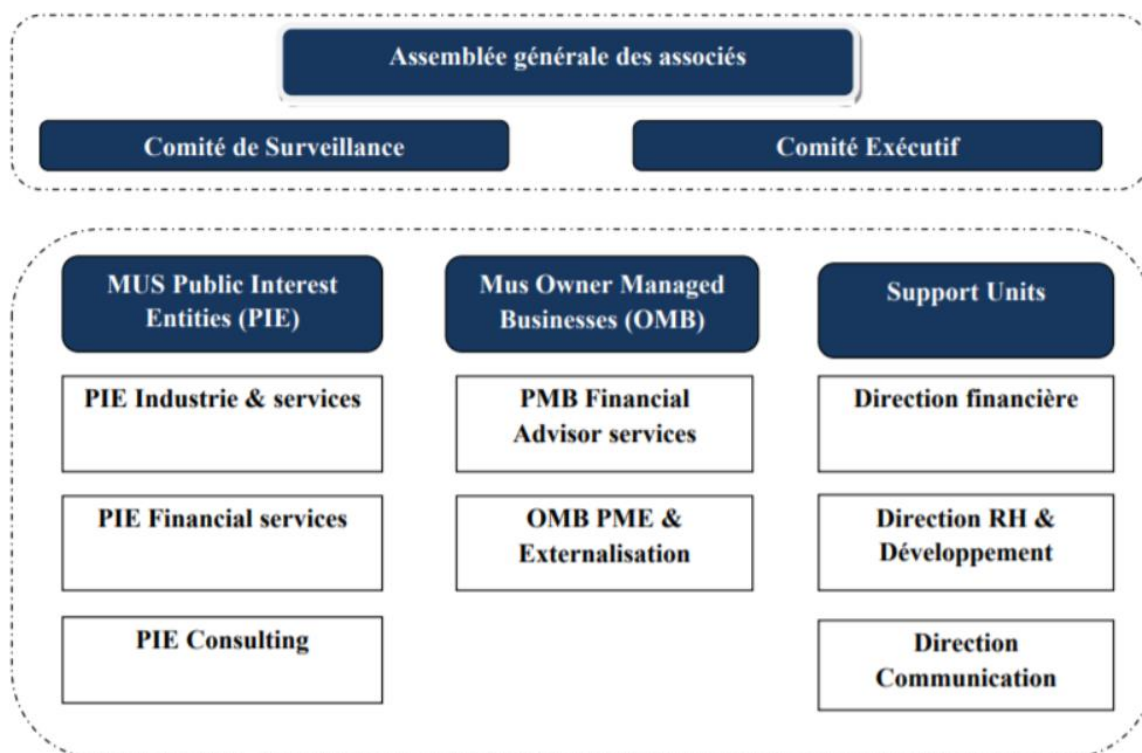 Assemblée générale des associés
Comité de Surveillance
Comité Exécutif
MUS Public Interest
Entities (PIE)
Mus Owner Managed
Businesses (OMB)
Support Units
PIE Industrie & services
PMB Financial
Advisor services
Direction financière
PIE Financial services
OMB PME &
Externalisation
Direction RH &
Développement
PIE Consulting
Direction
Communication